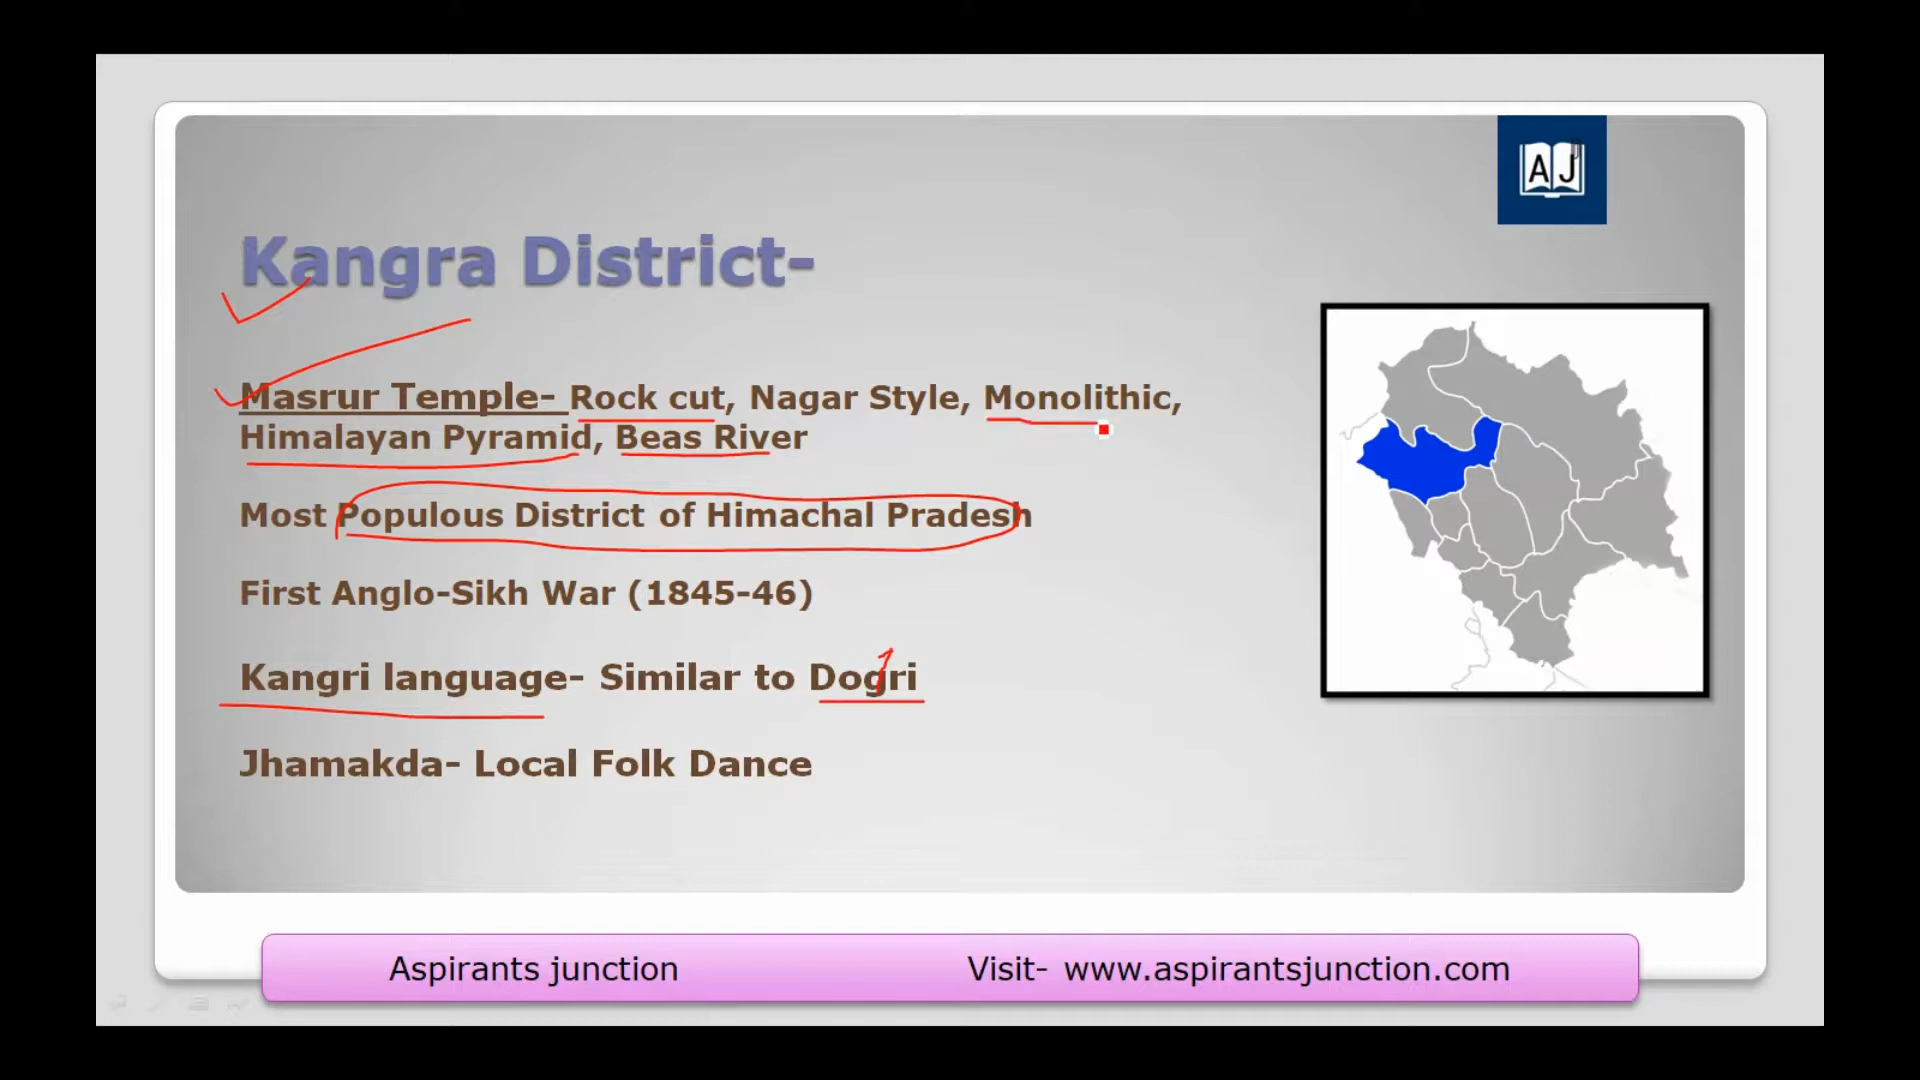 AJ
Kangra District-
Masrur Temple- Rock cut, Nagar Style, Monolithic,
Himalayan Pyramid, Beas River
Most Populous District of Himachal Pradesh
First Anglo-Sikh War (1845-46)
Kangri language- Similar to Dogri
Jhamakda- Local Folk Dance
Aspirants junction Visit- www.aspirantsjunction.com